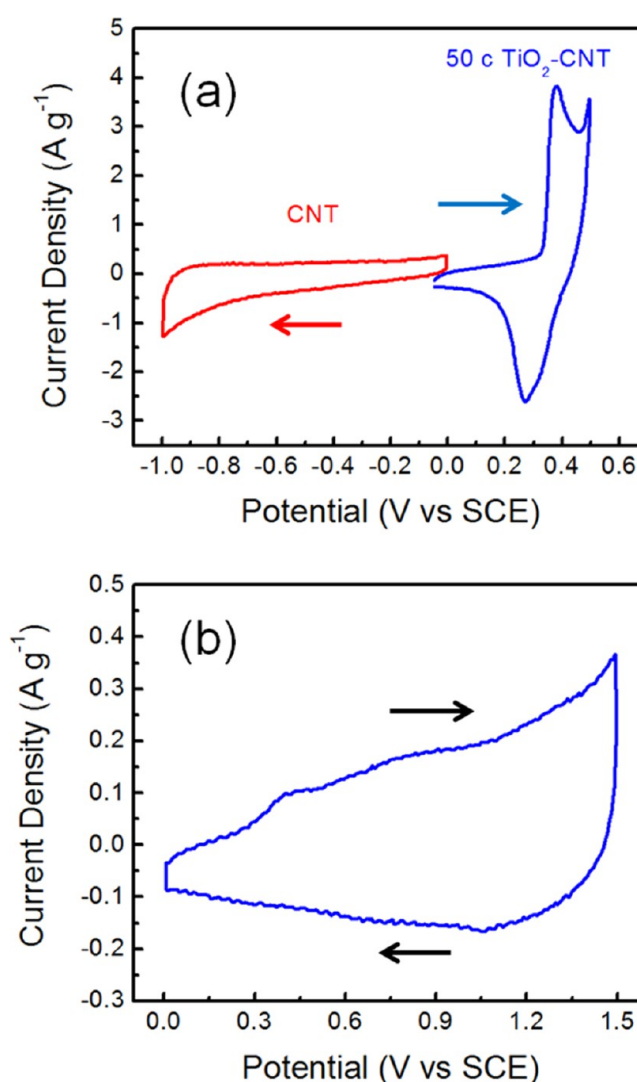 (a)
50 c TiO₂-CNT
CNT
Current Density (A g⁻¹)
5
4
3
2
1
0
-1
-2
-3
-1.0 -0.8 -0.6 -0.4 -0.2 0.0 0.2 0.4 0.6
Potential (V vs SCE)
(b)
Current Density (A g⁻¹)
0.5
0.4
0.3
0.2
0.1
0.0
-0.1
-0.2
-0.3
0.0 0.3 0.6 0.9 1.2 1.5
Potential (V vs SCE)